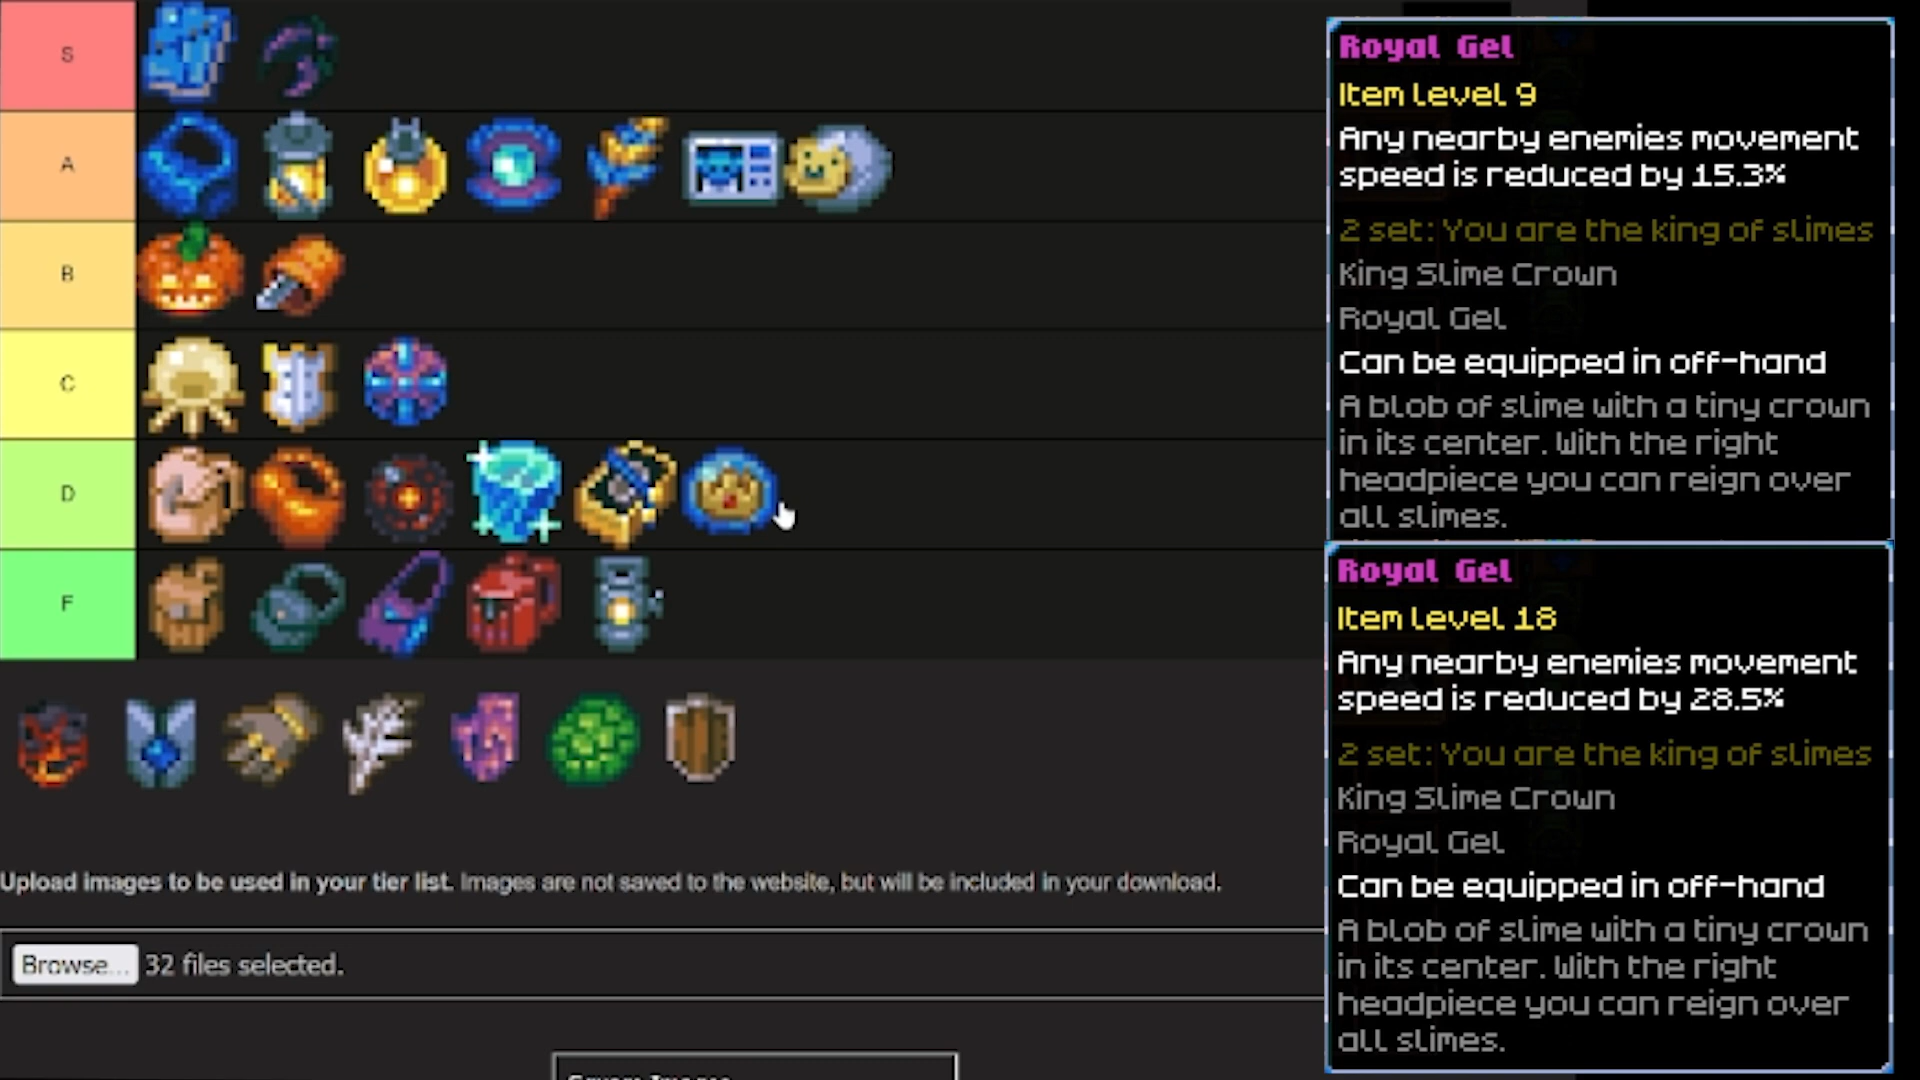 S
A
B
C
D
F
Upload images to be used in your tier list. Images are not saved to the website, but will be included in your download.
Browse... 32 files selected.
Royal Gel
Item Level 9
Any nearby enemies movement
speed is reduced by 15.3%
2 set: You are the king of slimes
King Slime Crown
Royal Gel
Can be equipped in off-hand
A blob of slime with a tiny crown
in its center. With the right
headpiece you can reign over
all slimes.
Royal Gel
Item Level 18
Any nearby enemies movement
speed is reduced by 28.5%
2 set: You are the king of slimes
King Slime Crown
Royal Gel
Can be equipped in off-hand
A blob of slime with a tiny crown
in its center. With the right
headpiece you can reign over
all slimes.